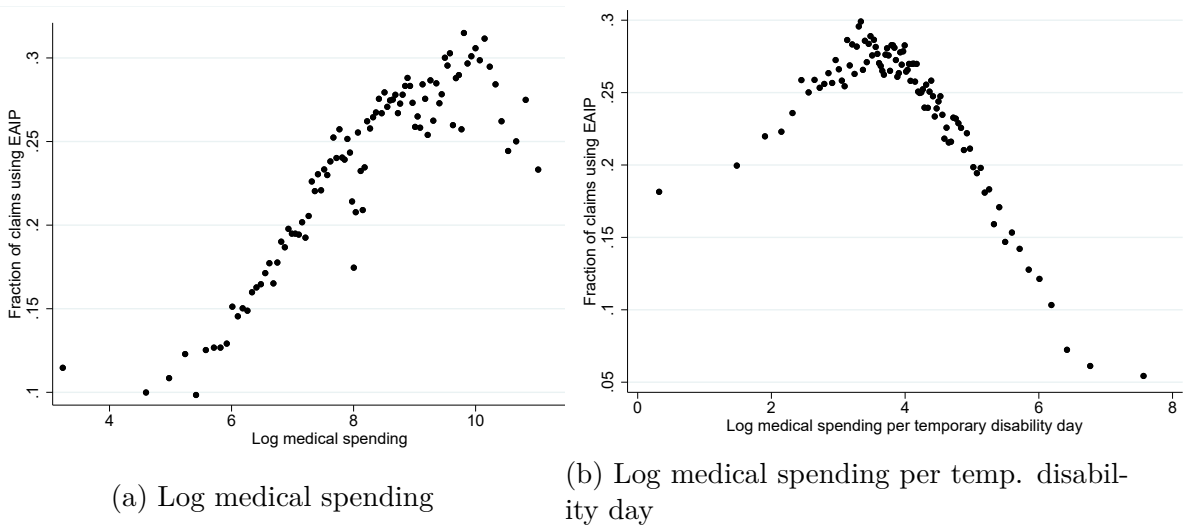 Fraction of claims using EAIP
.3
.25
.2
.15
.1
4 6 8 10
Log medical spending
(a) Log medical spending
Fraction of claims using EAIP
.3
.25
.2
.15
.1
.05
0 2 4 6 8
Log medical spending per temporary disability day
(b) Log medical spending per temp. disabil-
ity day